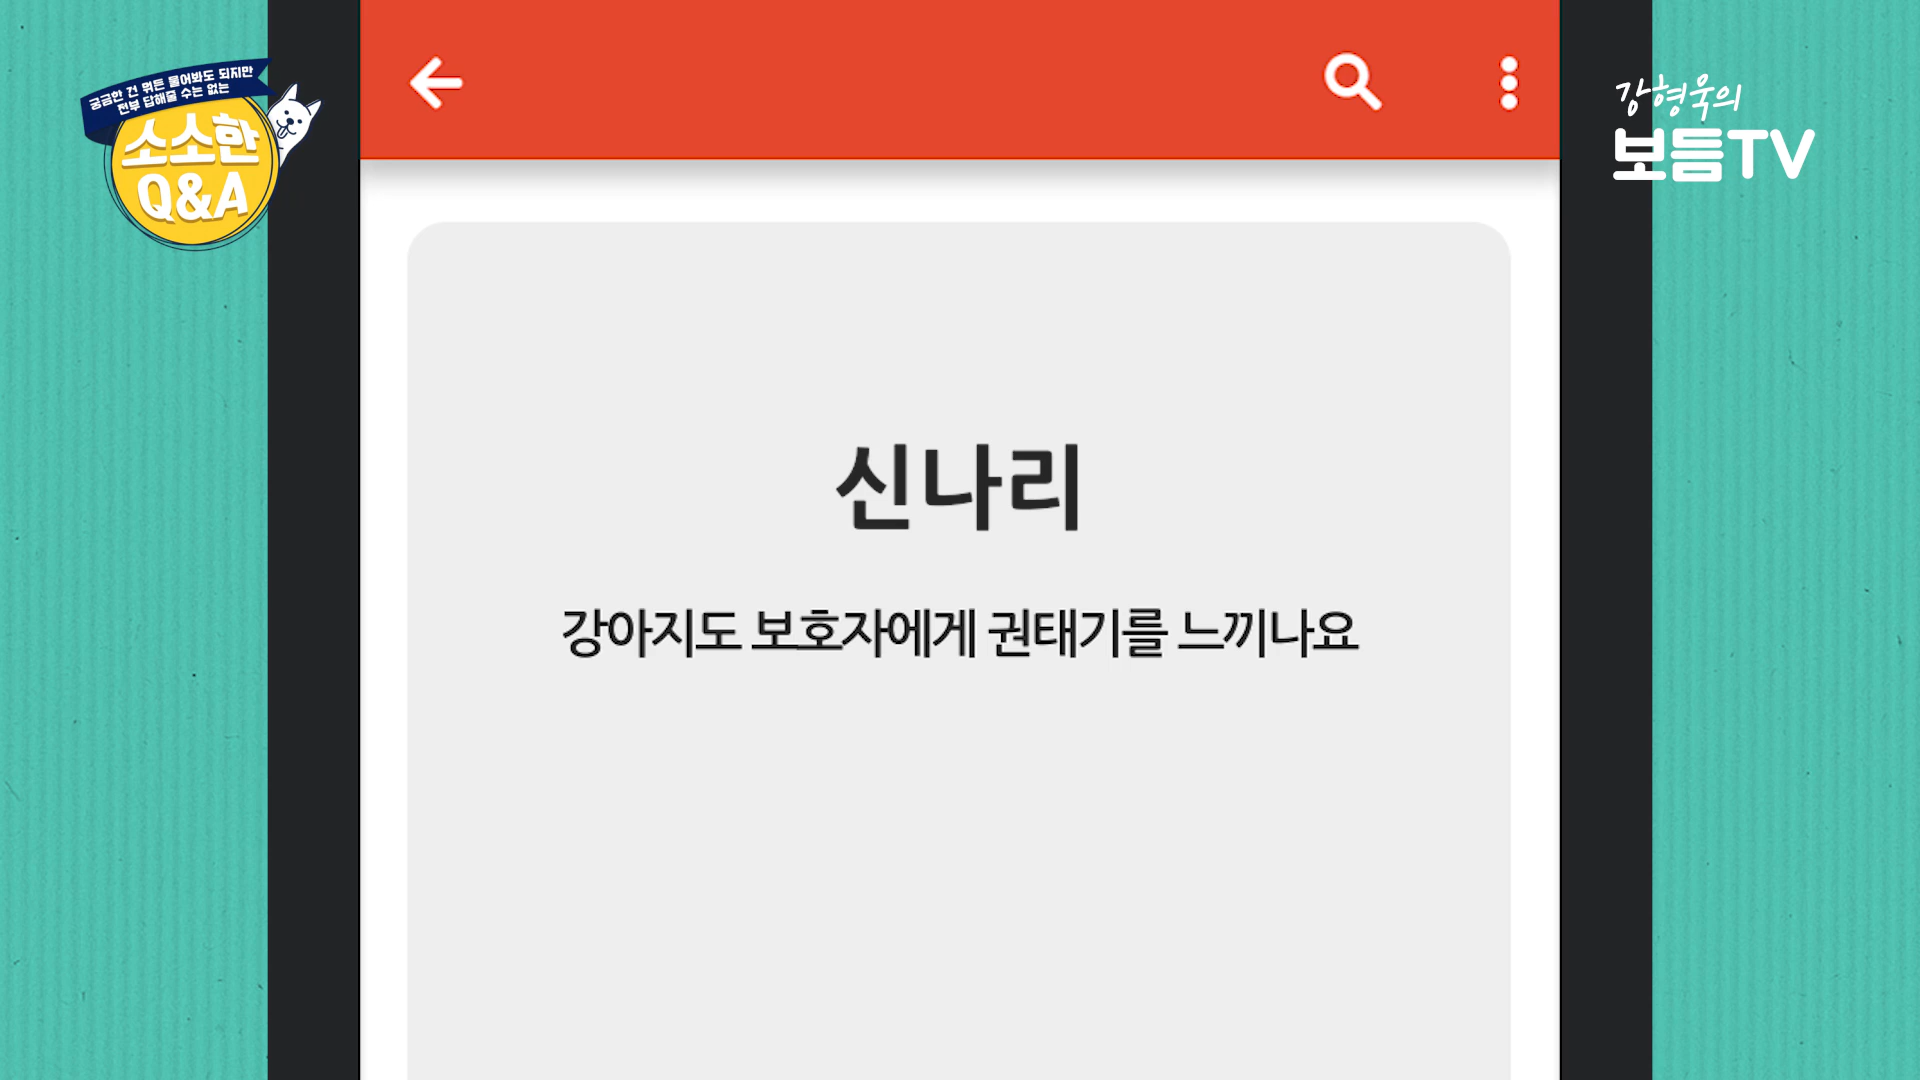 궁금한 건 뭐든 물어봐도 되지만
전부 답해줄 수는 없는
소소한
Q&A
강형욱의
보듬TV
신나리
강아지도 보호자에게 권태기를 느끼나요